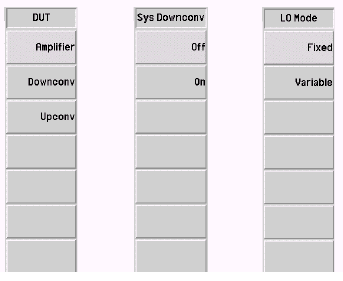 DUT
Amplifier
Downconv
Upconv
Sys Downconv
Off
On
LO Mode
Fixed
Variable